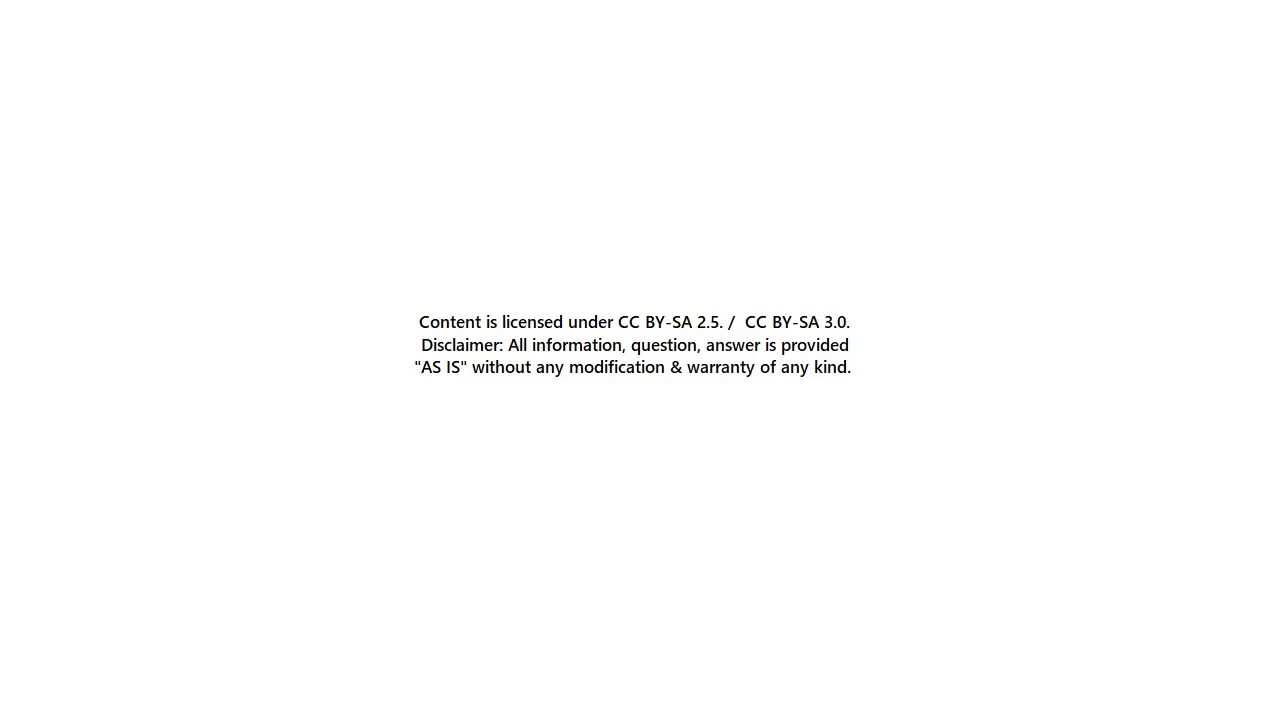 Content is licensed under CC BY-SA 2.5. /  CC BY-SA 3.0.
Disclaimer: All information, question, answer is provided
"AS IS" without any modification & warranty of any kind.